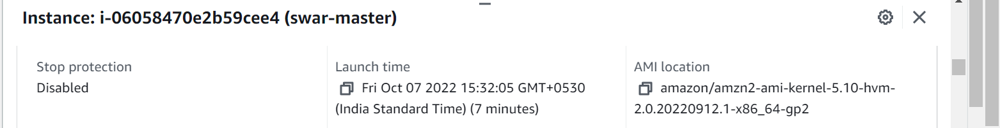 Instance: i-06058470e2b59cee4 (swar-master)
Stop protection
Disabled
Launch time
Fri Oct 07 2022 15:32:05 GMT+0530
(India Standard Time) (7 minutes)
AMI location
amazon/amzn2-ami-kernel-5.10-hvm-
2.0.20220912.1-x86_64-gp2